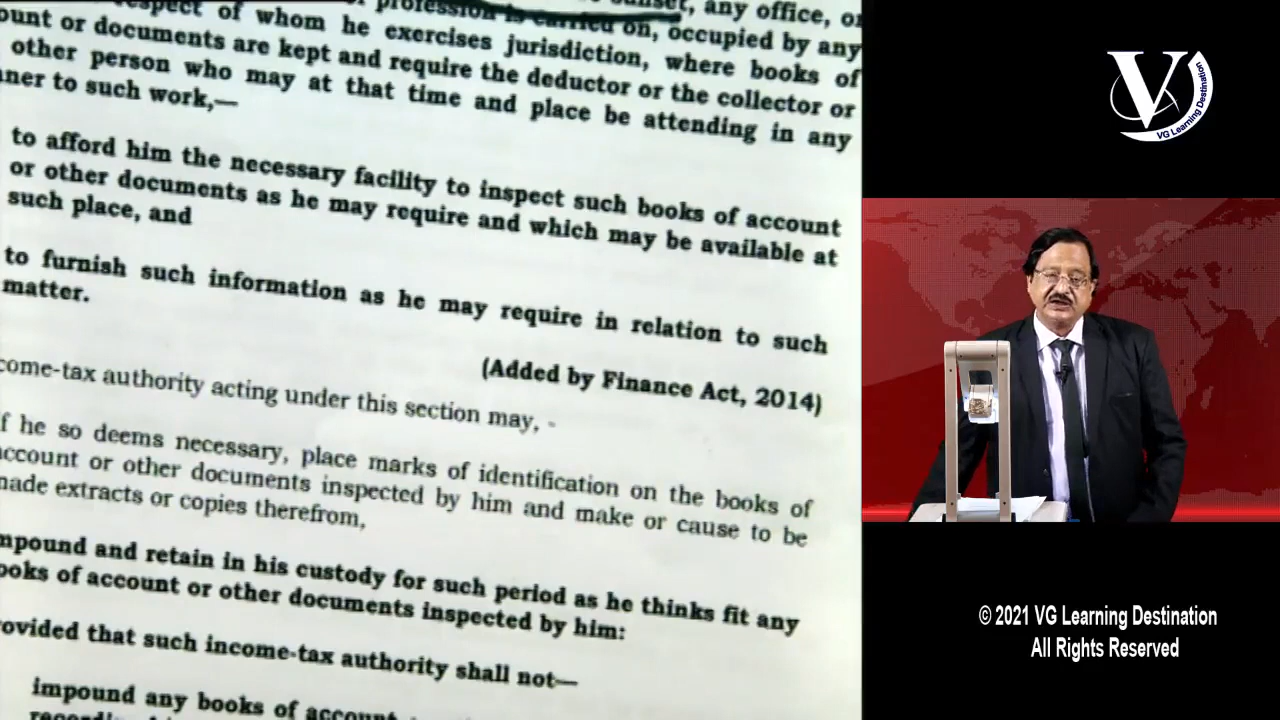 profession is carried on, sunset, any office, or
respect of whom he exercises jurisdiction, occupied by any
ount or documents are kept and require the deductor or the collector or where books of
other person who may at that time and place be attending in any
ner to such work,—
to afford him the necessary facility to inspect such books of account
or other documents as he may require and which may be available at
such place, and
to furnish such information as he may require in relation to such
matter.
(Added by Finance Act, 2014)
come-tax authority acting under this section may, -
f he so deems necessary, place marks of identification on the books of
account or other documents inspected by him and make or cause to be
nade extracts or copies therefrom,
mpound and retain in his custody for such period as he thinks fit any
ooks of account or other documents inspected by him:
rovided that such income-tax authority shall not—
impound any books of account
V
VG Learning Destination
© 2021 VG Learning Destination
All Rights Reserved